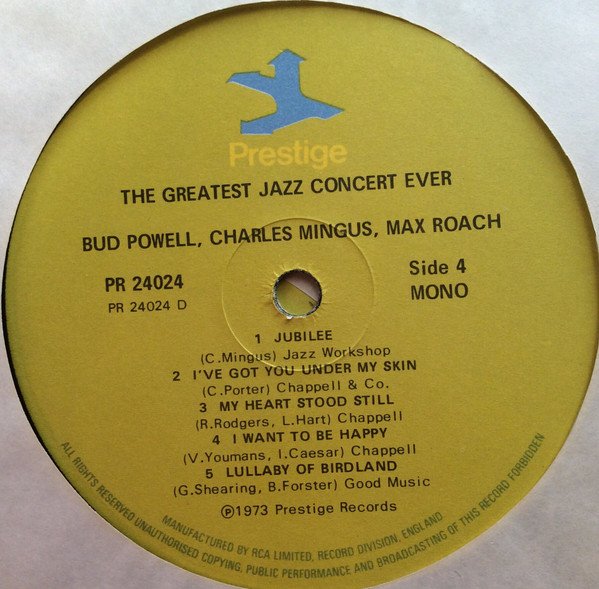 Prestige
THE GREATEST JAZZ CONCERT EVER
BUD POWELL, CHARLES MINGUS, MAX ROACH
PR 24024
PR 24024 D
Side 4
MONO
1 JUBILEE
(C.Mingus) Jazz Workshop
2 I'VE GOT YOU UNDER MY SKIN
(C.Porter) Chappell & Co.
3 MY HEART STOOD STILL
(R.Rodgers, L.Hart) Chappell
4 I WANT TO BE HAPPY
(V.Youmans, I.Caesar) Chappell
5 LULLABY OF BIRDLAND
(G.Shearing, B.Forster) Good Music
Ⓟ1973 Prestige Records
MANUFACTURED BY RCA LIMITED, RECORD DIVISION, ENGLAND
ALL RIGHTS RESERVED UNAUTHORISED COPYING, PUBLIC PERFORMANCE AND BROADCASTING OF THIS RECORD FORBIDDEN